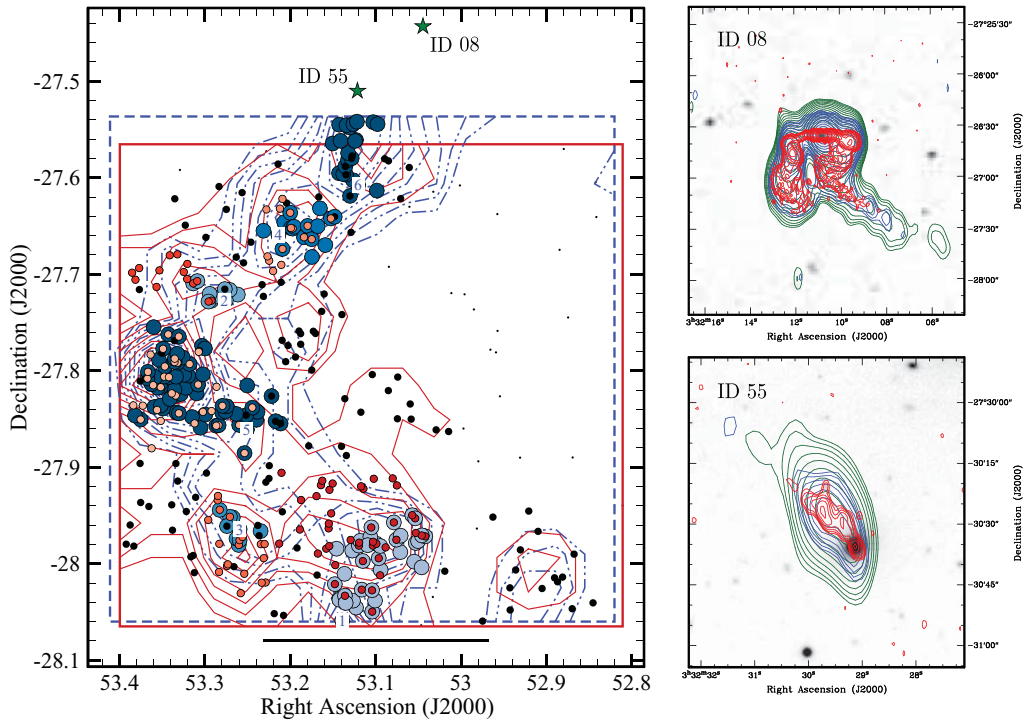 ID 08
ID 55
-27.5
-27.6
-27.7
-27.8
-27.9
-28
-28.1
Declination (J2000)
6
4
2
5
3
1
53.4
53.3
53.2
53.1
53
52.9
52.8
Right Ascension (J2000)
ID 08
-27°25'30"
-26'00"
-26'30"
-27'00"
-27'30"
-28'00"
Declination (J2000)
3ʰ32ᵐ16ˢ
14ˢ
12ˢ
10ˢ
08ˢ
06ˢ
Right Ascension (J2000)
ID 55
-27°30'00"
-30'15"
-30'30"
-30'45"
-31'00"
Declination (J2000)
3ʰ32ᵐ32ˢ
31ˢ
30ˢ
29ˢ
28ˢ
Right Ascension (J2000)